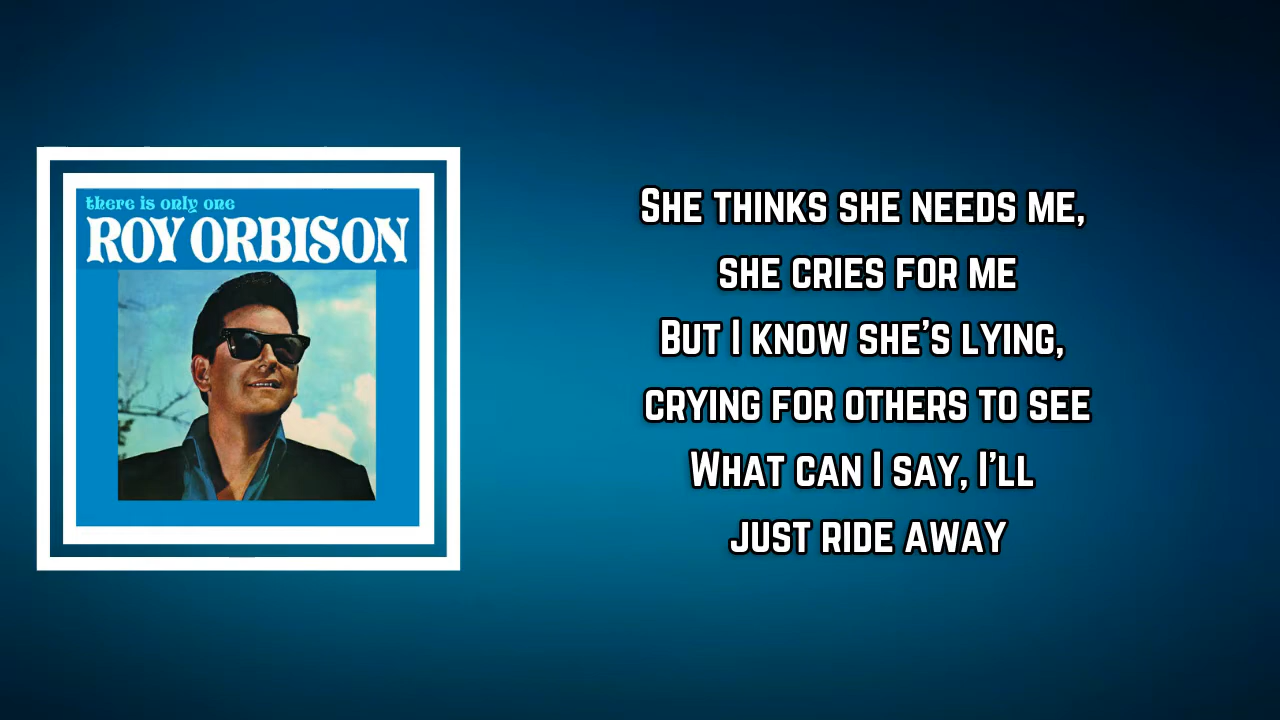 there is only one
ROY ORBISON
She thinks she needs me,
she cries for me
But I know she's lying,
crying for others to see
What can I say, I'll
just ride away